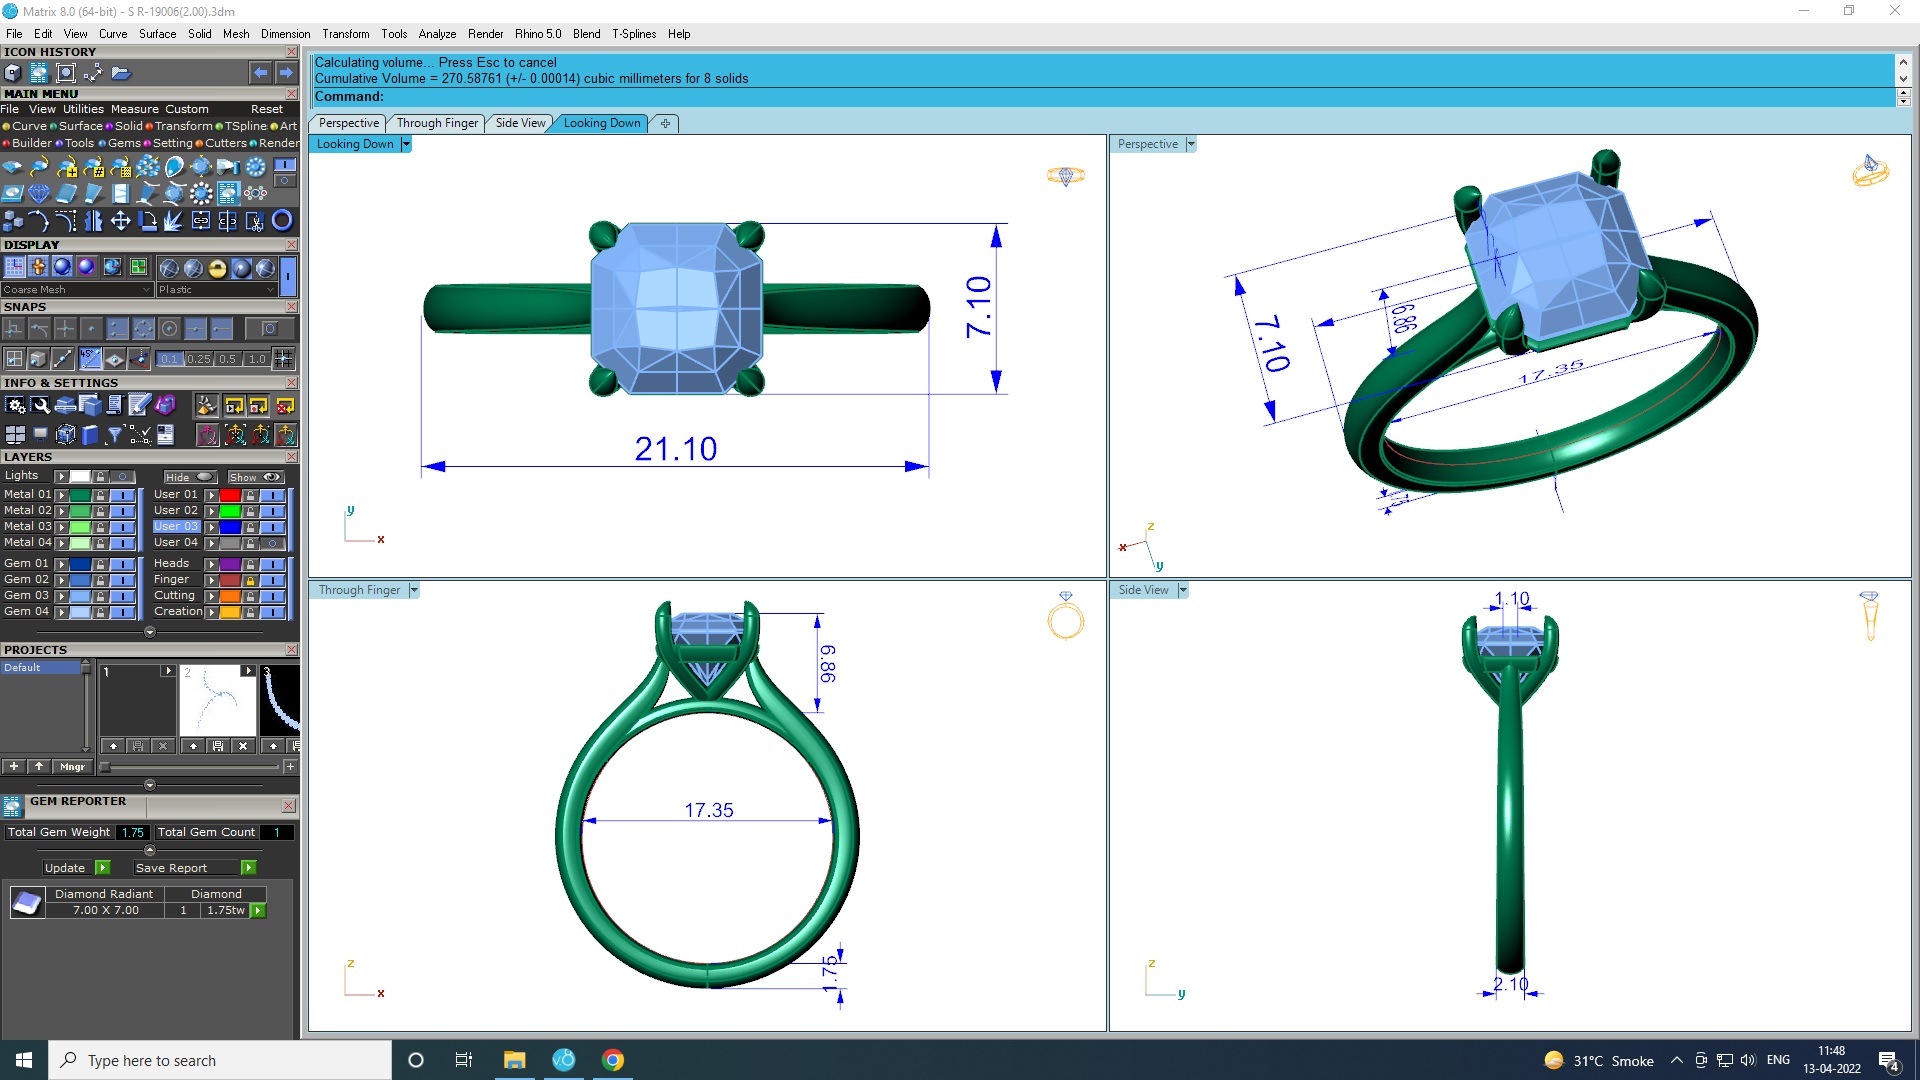 Matrix 8.0 (64-bit) - S R-19006(2.00).3dm
File Edit View Curve Surface Solid Mesh Dimension Transform Tools Analyze Render Rhino 5.0 Blend T-Splines Help
ICON HISTORY
MAIN MENU
File View Utilities Measure Custom Reset
Curve Surface Solid Transform TSpline Art
Builder Tools Gems Setting Cutters Render
DISPLAY
Coarse Mesh Plastic
SNAPS
45°
0.1 0.25 0.5 1.0
INFO & SETTINGS
LAYERS
Lights Hide Show
Metal 01 User 01
Metal 02 User 02
Metal 03 User 03
Metal 04 User 04
Gem 01 Heads
Gem 02 Finger
Gem 03 Cutting
Gem 04 Creation
PROJECTS
Default
1 2 3
Mngr
GEM REPORTER
Total Gem Weight 1.75 Total Gem Count 1
Update Save Report
Diamond Radiant Diamond
7.00 X 7.00 1 1.75tw
Calculating volume... Press Esc to cancel
Cumulative Volume = 270.58761 (+/- 0.00014) cubic millimeters for 8 solids
Command:
Perspective Through Finger Side View Looking Down
Looking Down
7.10
21.10
y
x
Perspective
7.10
6.86
17.35
z
x
y
Through Finger
6.86
17.35
1.75
z
x
Side View
1.10
2.10
z
y
Type here to search
31°C Smoke
ENG
11:48
13-04-2022
4